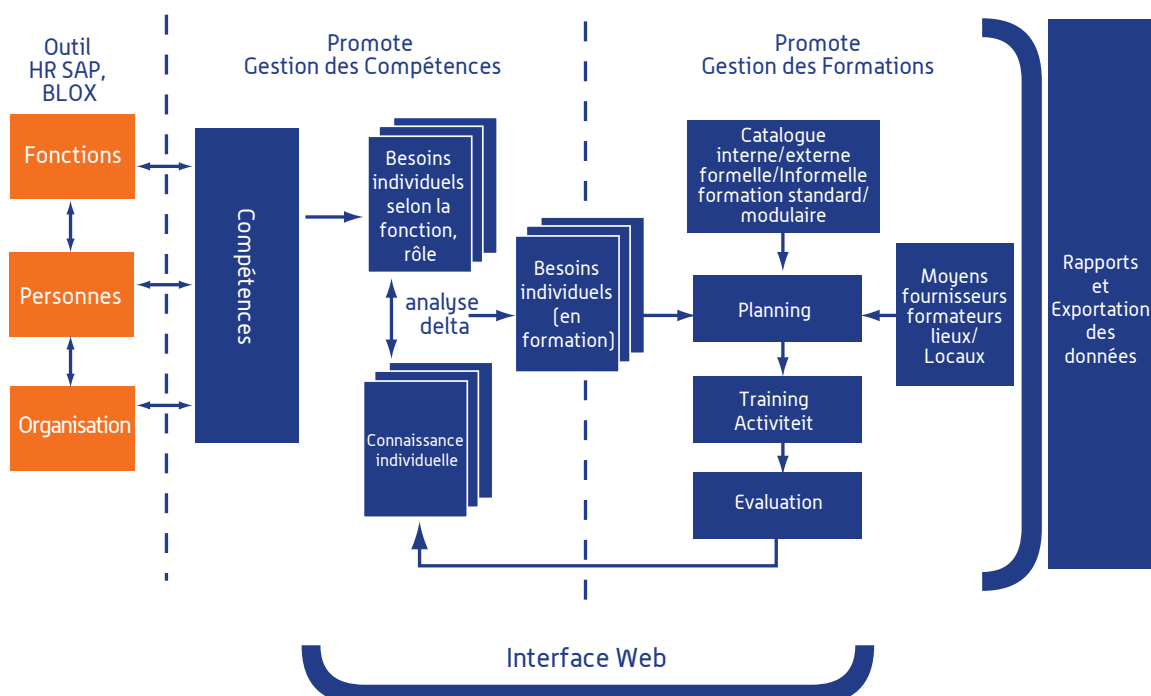 Outil
HR SAP,
BLOX
Fonctions
Personnes
Organisation
Promote
Gestion des Compétences
Compétences
Besoins
individuels
selon la
fonction,
rôle
analyse
delta
Connaissance
individuelle
Besoins
individuels
(en
formation)
Promote
Gestion des Formations
Catalogue
interne/externe
formelle/Informelle
formation standard/
modulaire
Planning
Training
Activiteit
Evaluation
Moyens
fournisseurs
formateurs
lieux/
Locaux
Rapports
et
Exportation
des
données
Interface Web